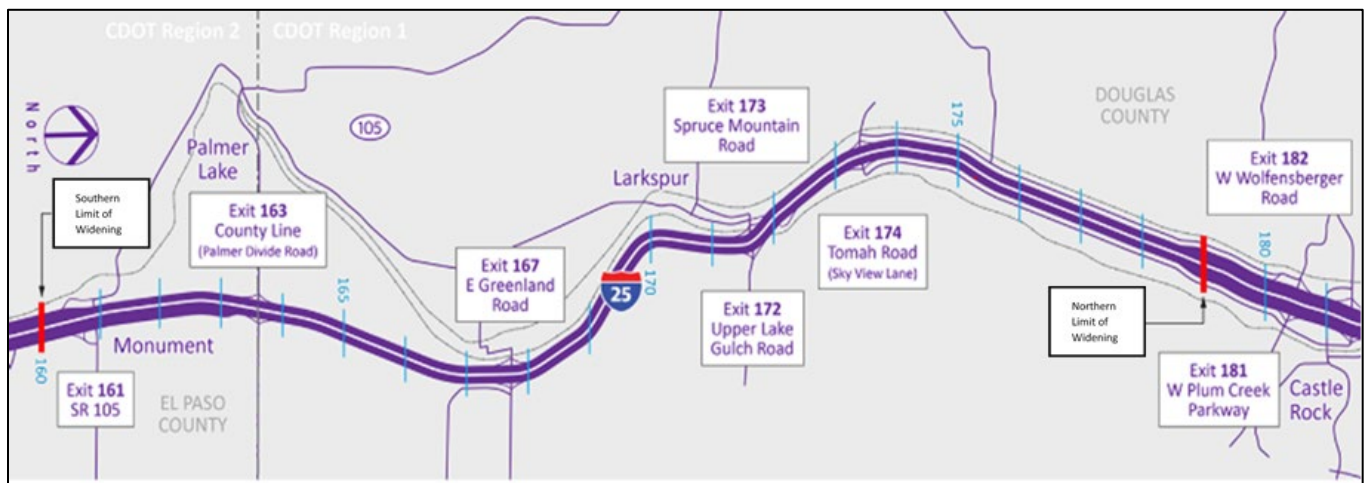 CDOT Region 2
CDOT Region 1
North
Southern
Limit of
Widening
Palmer
Lake
105
Exit 163
County Line
(Palmer Divide Road)
Monument
160
Exit 161
SR 105
EL PASO
COUNTY
165
Exit 167
E Greenland
Road
Larkspur
25
170
Exit 173
Spruce Mountain
Road
Exit 172
Upper Lake
Gulch Road
Exit 174
Tomah Road
(Sky View Lane)
175
DOUGLAS
COUNTY
Exit 182
W Wolfensberger
Road
180
Northern
Limit of
Widening
Exit 181
W Plum Creek
Parkway
Castle
Rock